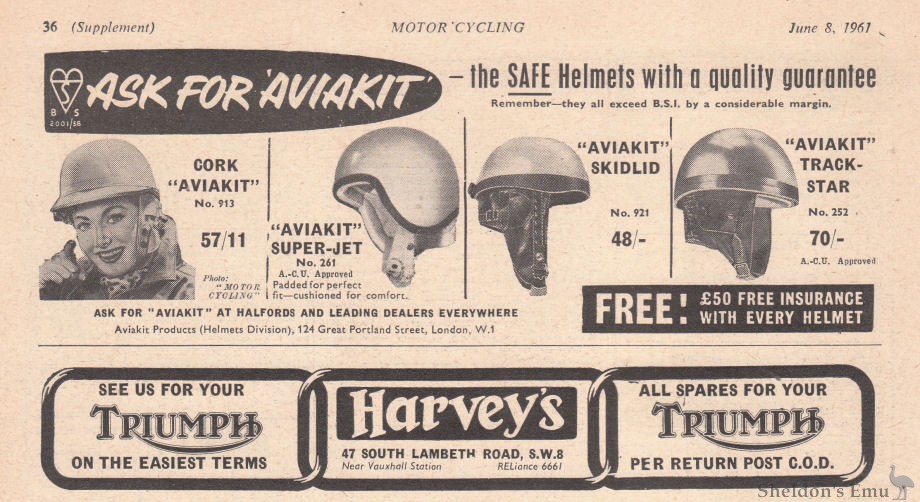 36 (Supplement) MOTOR CYCLING June 8, 1961
B S
2001/56
ASK FOR 'AVIAKIT'
— the SAFE Helmets with a quality guarantee
Remember—they all exceed B.S.I. by a considerable margin.
CORK
"AVIAKIT"
No. 913
57/11
Photo:
"MOTOR
CYCLING"
"AVIAKIT"
SUPER-JET
No. 261
A.-C.U. Approved
Padded for perfect
fit—cushioned for comfort.
"AVIAKIT"
SKIDLID
No. 921
48/-
"AVIAKIT"
TRACK-
STAR
No. 252
70/-
A.-C.U. Approved
ASK FOR "AVIAKIT" AT HALFORDS AND LEADING DEALERS EVERYWHERE
Aviakit Products (Helmets Division), 124 Great Portland Street, London, W.1
FREE! £50 FREE INSURANCE
WITH EVERY HELMET
SEE US FOR YOUR
TRIUMPH
ON THE EASIEST TERMS
Harvey's
47 SOUTH LAMBETH ROAD, S.W.8
Near Vauxhall Station RELiance 6661
ALL SPARES FOR YOUR
TRIUMPH
PER RETURN POST C.O.D.
Sheldon's Emu